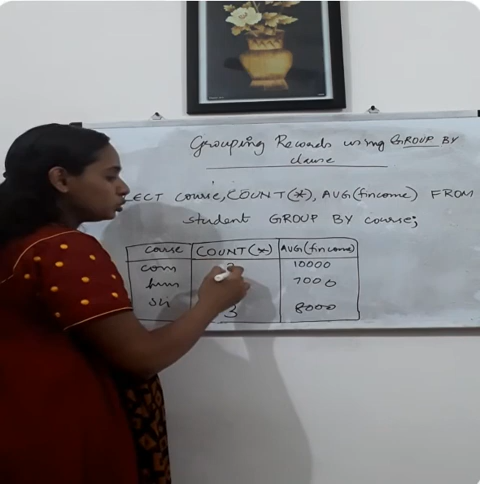 Grouping Records using GROUP BY
clause
LECT course, COUNT(*), AVG(fincome) FROM
student GROUP BY course;
course COUNT(*) AVG(fincome)
com 10000
hum 7000
sci 3 8000